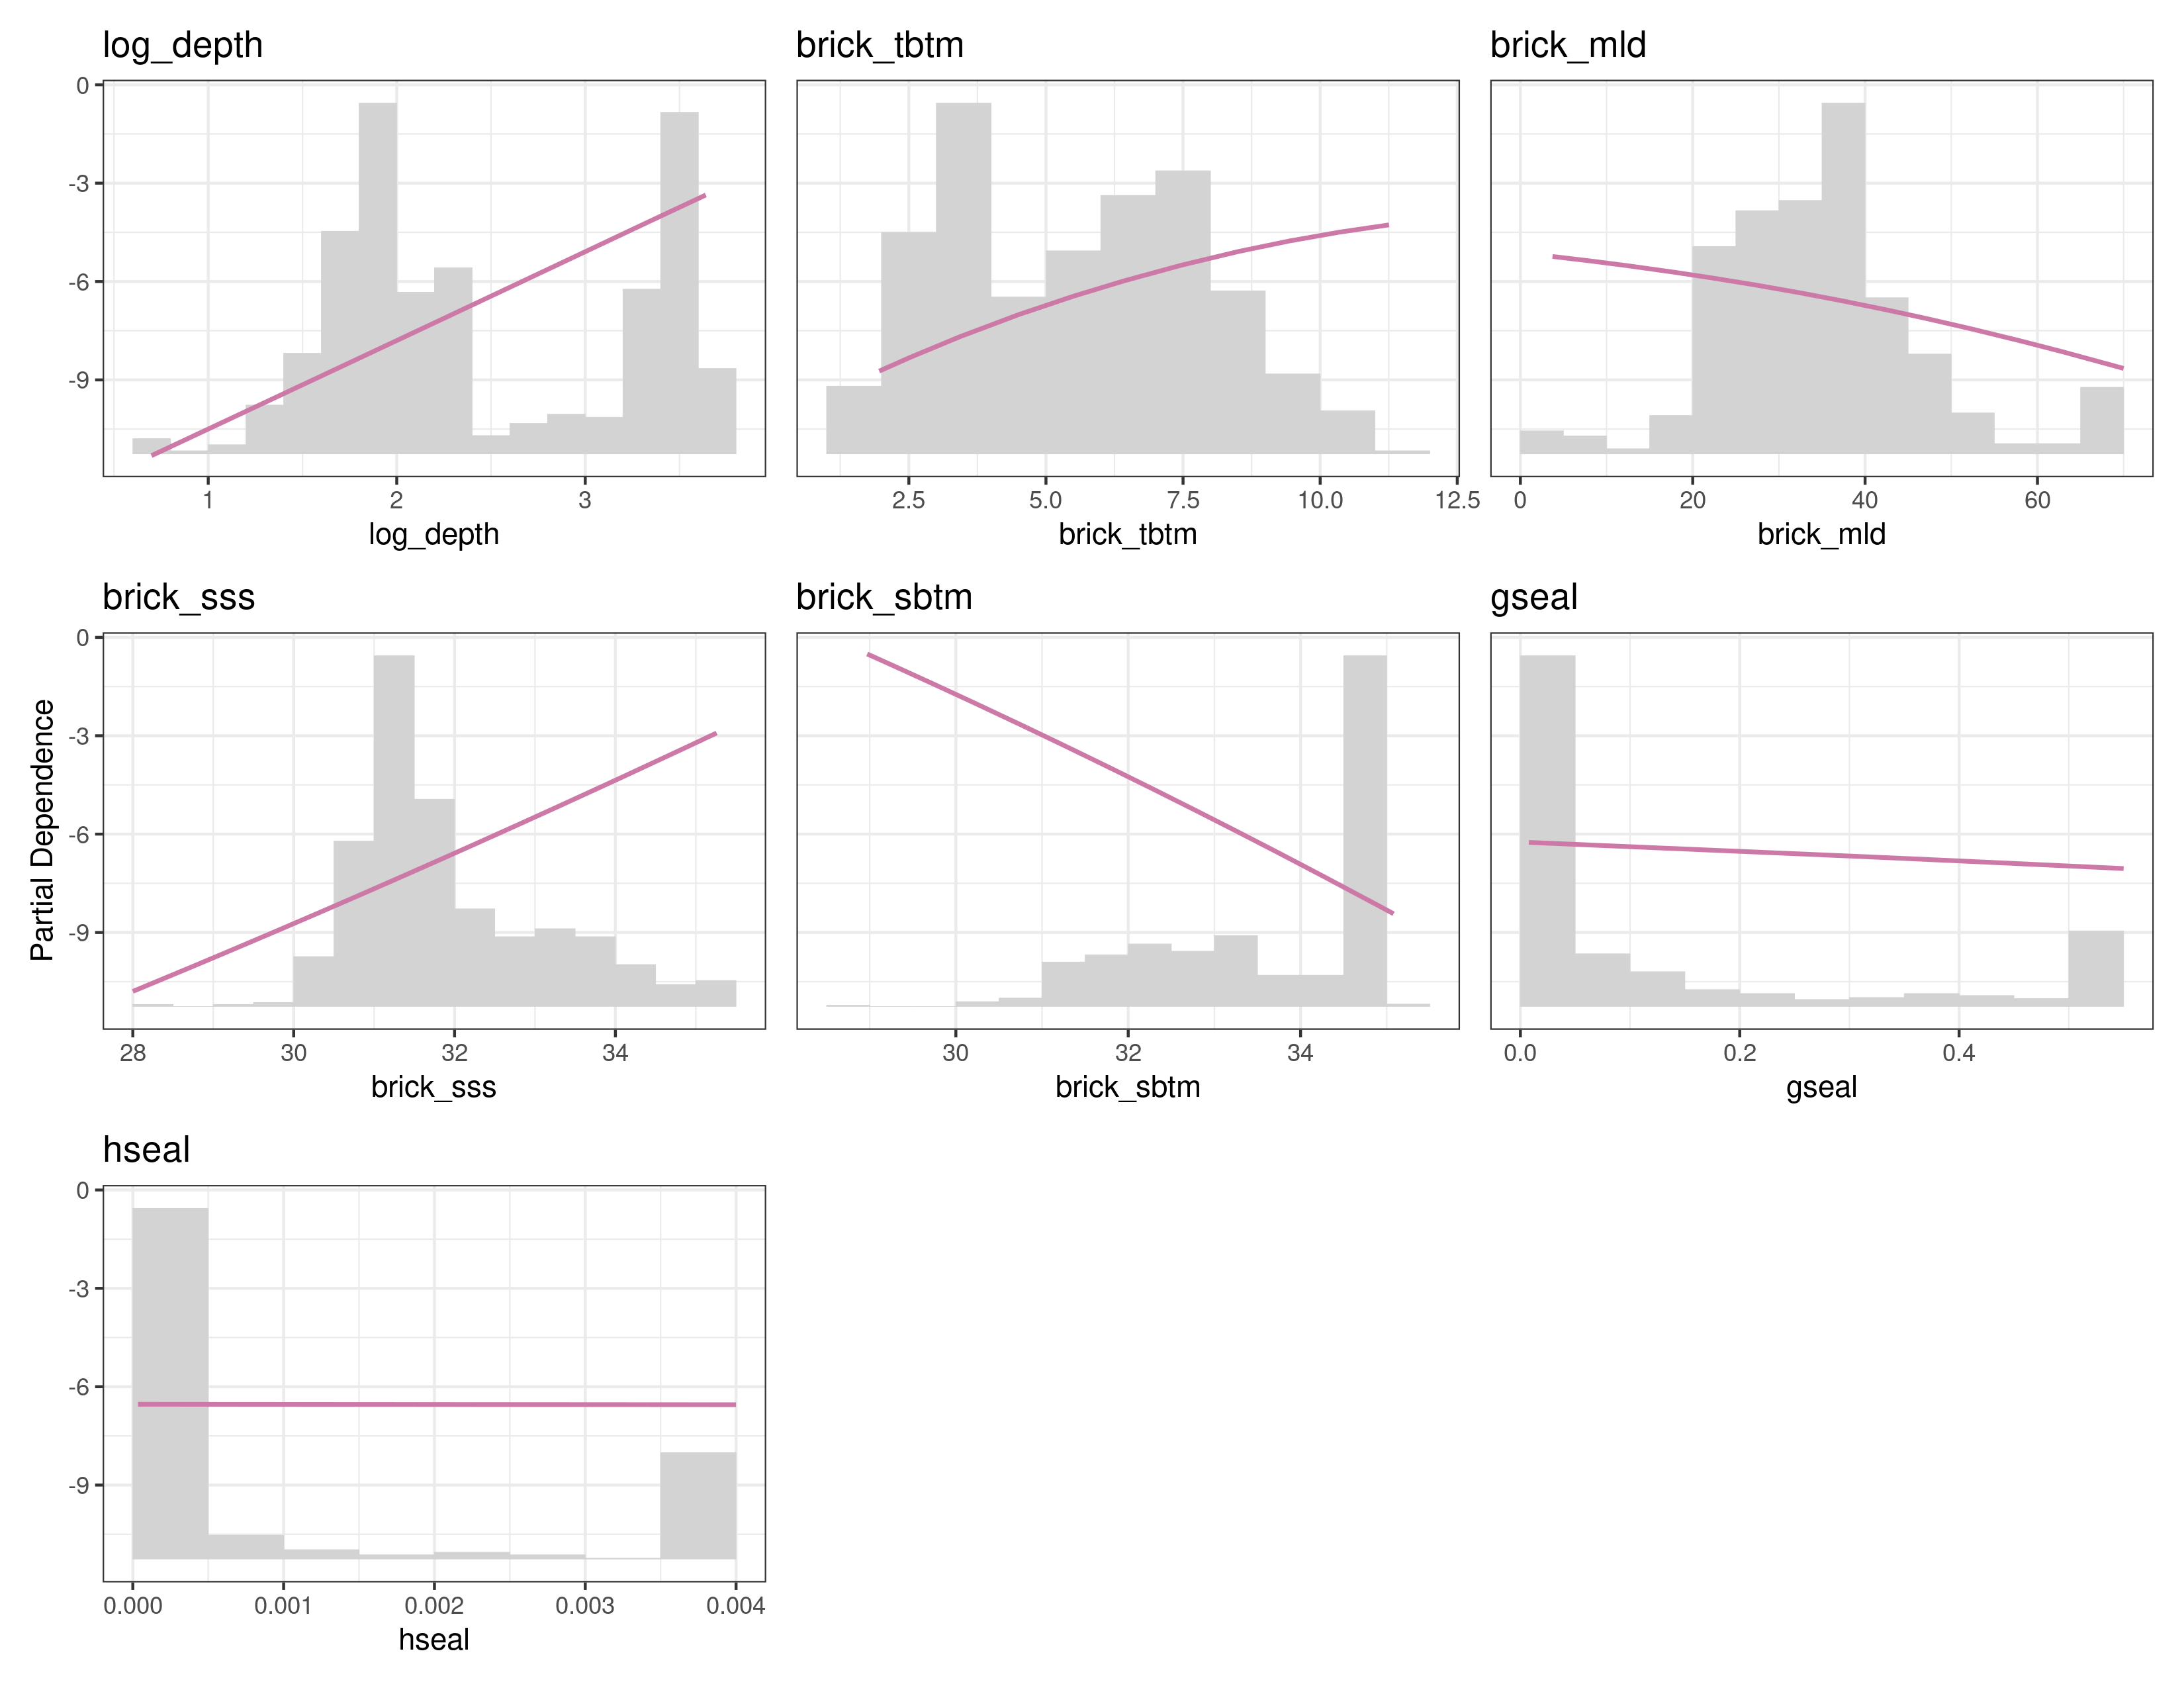 log_depth
brick_tbtm
brick_mld
0
-3
-6
-9
1 2 3
2.5 5.0 7.5 10.0 12.5
0 20 40 60
log_depth
brick_tbtm
brick_mld
brick_sss
brick_sbtm
gseal
Partial Dependence
0
-3
-6
-9
28 30 32 34
30 32 34
0.0 0.2 0.4
brick_sss
brick_sbtm
gseal
hseal
0
-3
-6
-9
0.000 0.001 0.002 0.003 0.004
hseal